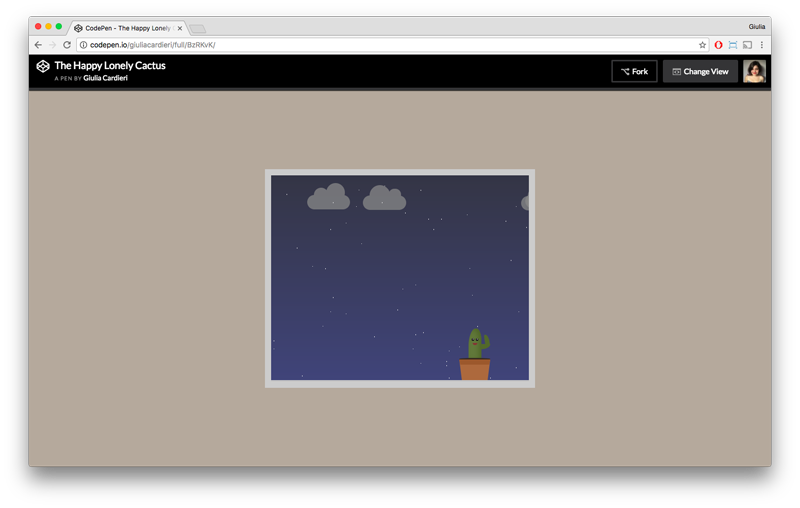 Giulia
CodePen - The Happy Lonely
codepen.io/giuliacardieri/full/BzRKvK/
The Happy Lonely Cactus
A PEN BY Giulia Cardieri
Fork
Change View